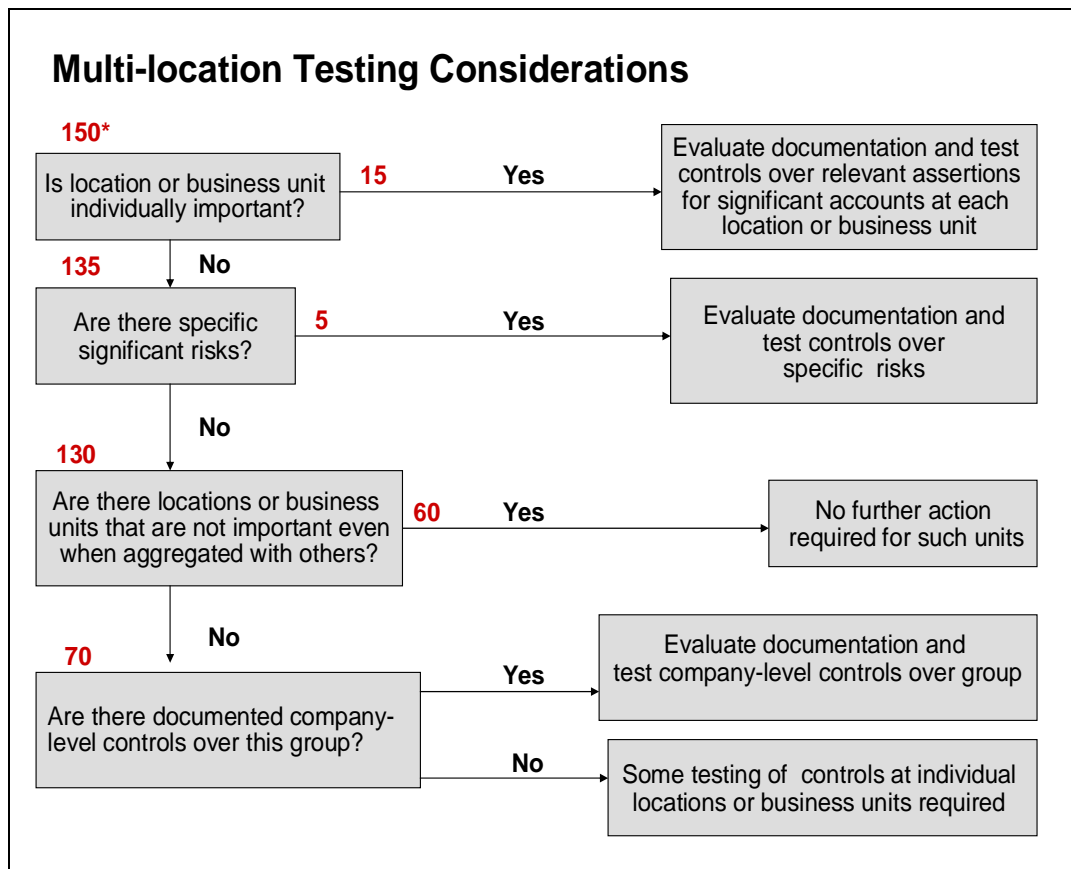 Multi-location Testing Considerations
150*
Is location or business unit
individually important?
15
Yes
Evaluate documentation and test
controls over relevant assertions
for significant accounts at each
location or business unit
No
135
Are there specific
significant risks?
5
Yes
Evaluate documentation and
test controls over
specific risks
No
130
Are there locations or business
units that are not important even
when aggregated with others?
60
Yes
No further action
required for such units
No
70
Are there documented company-
level controls over this group?
Yes
Evaluate documentation and
test company-level controls over group
No
Some testing of controls at individual
locations or business units required